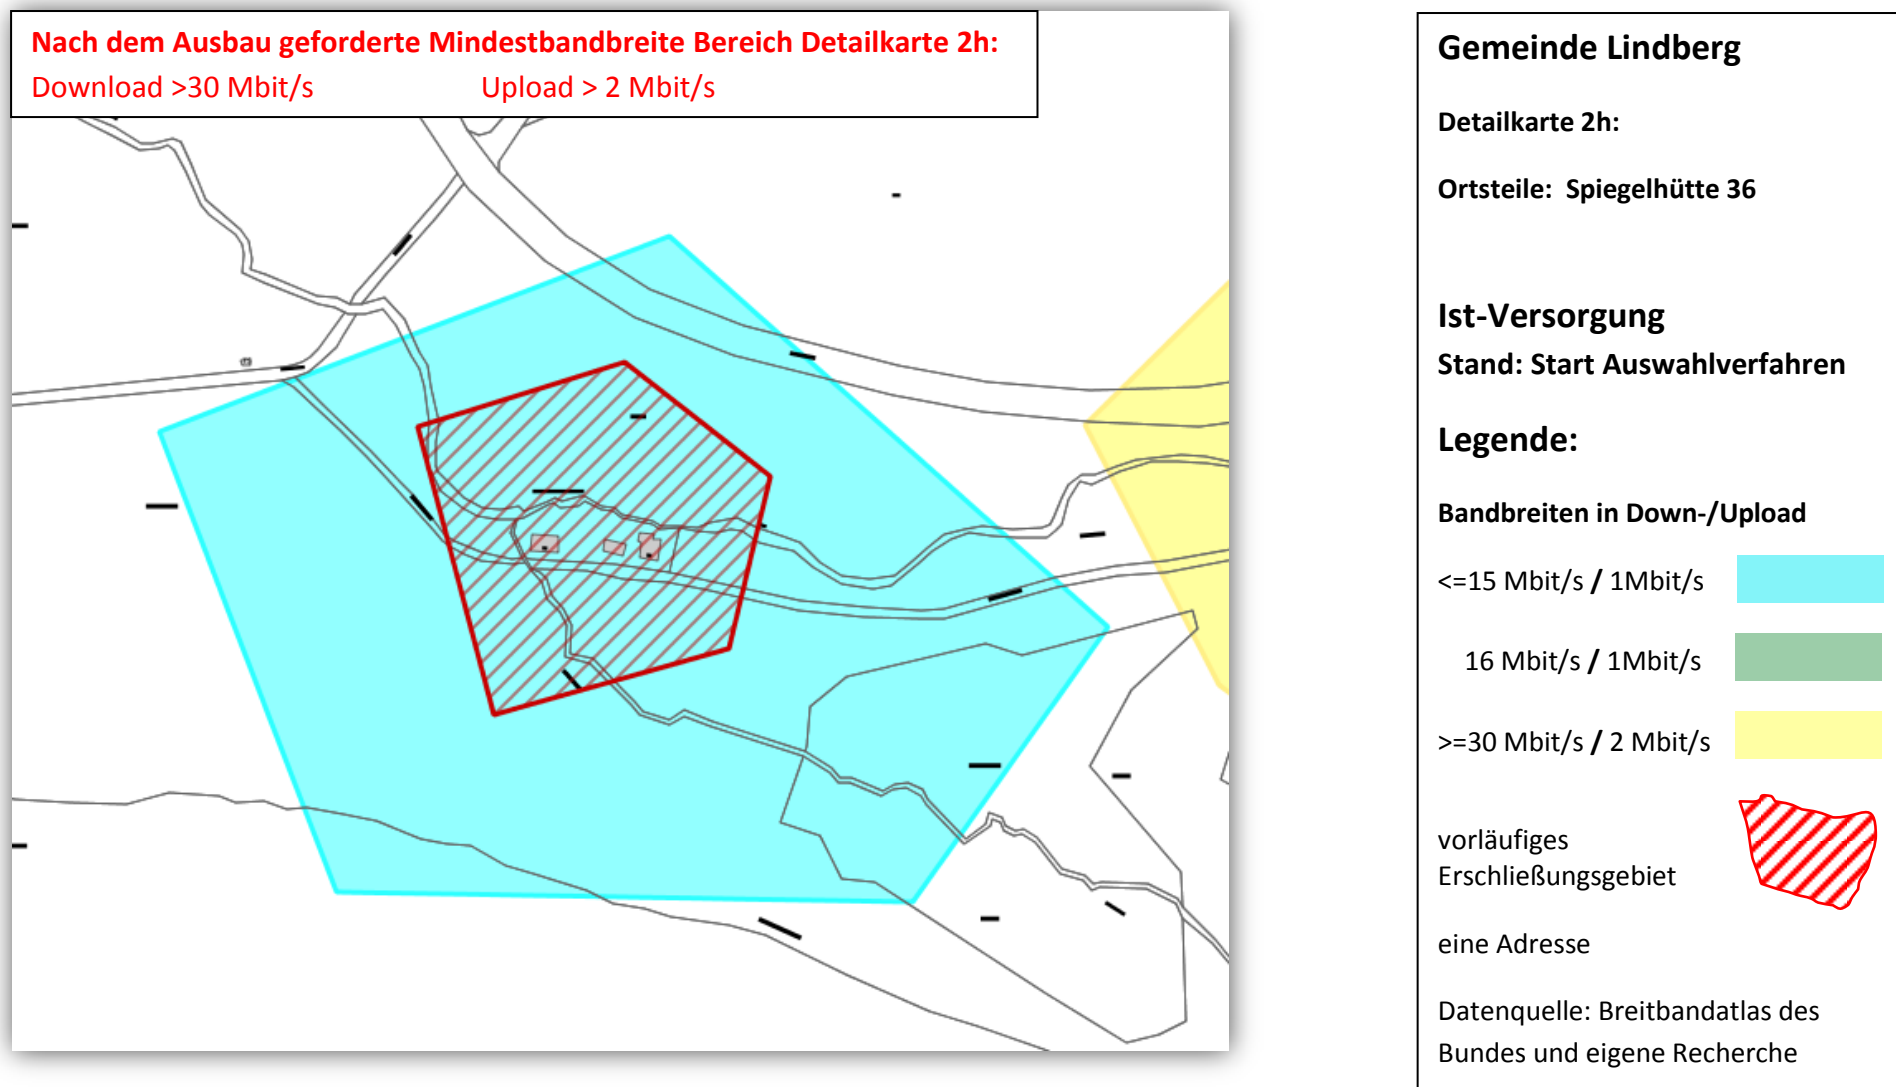 Nach dem Ausbau geforderte Mindestbandbreite Bereich Detailkarte 2h:
Download >30 Mbit/s Upload > 2 Mbit/s
Gemeinde Lindberg
Detailkarte 2h:
Ortsteile: Spiegelhütte 36
Ist-Versorgung
Stand: Start Auswahlverfahren
Legende:
Bandbreiten in Down-/Upload
<=15 Mbit/s / 1Mbit/s
16 Mbit/s / 1Mbit/s
>=30 Mbit/s / 2 Mbit/s
vorläufiges
Erschließungsgebiet
eine Adresse
Datenquelle: Breitbandatlas des
Bundes und eigene Recherche